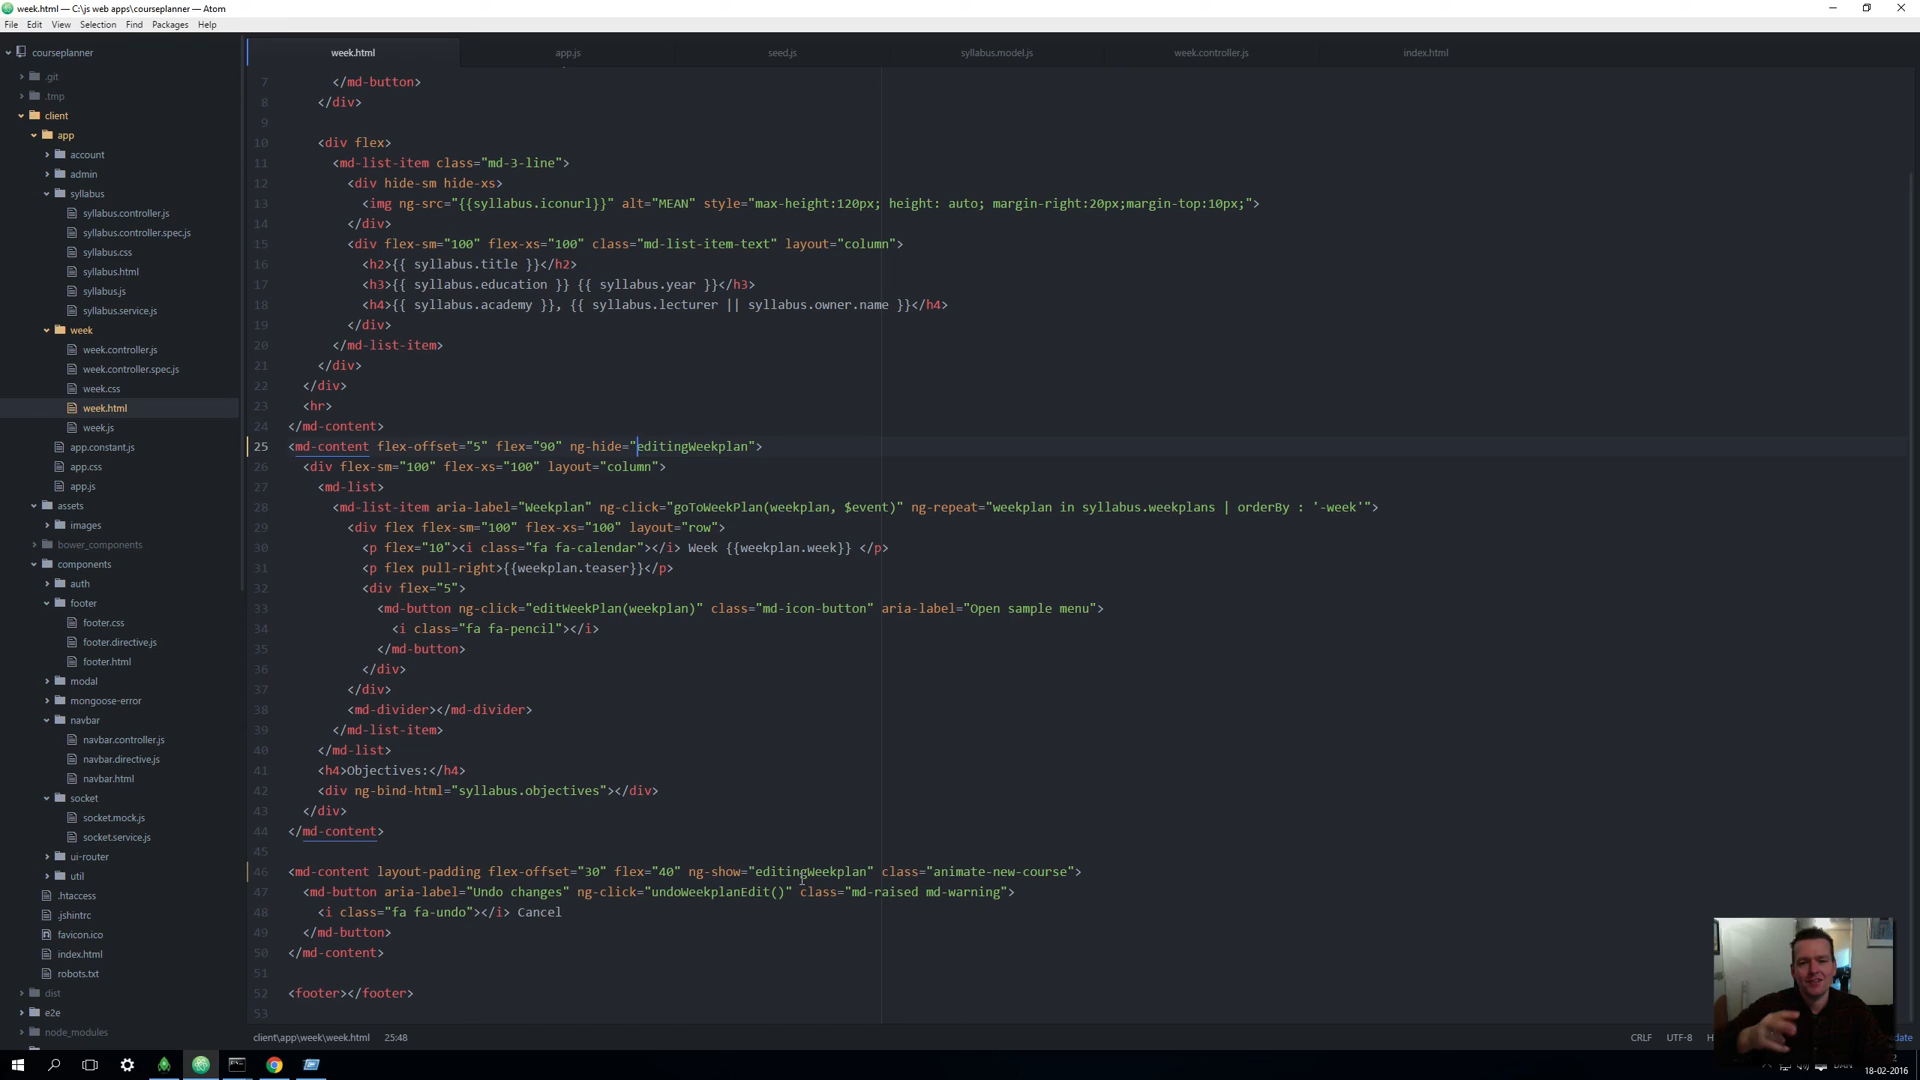 week.html — C:\js web apps\courseplanner — Atom
File Edit View Selection Find Packages Help
courseplanner
.git
.tmp
client
app
account
admin
syllabus
syllabus.controller.js
syllabus.controller.spec.js
syllabus.css
syllabus.html
syllabus.js
syllabus.service.js
week
week.controller.js
week.controller.spec.js
week.css
week.html
week.js
app.constant.js
app.css
app.js
assets
images
bower_components
components
auth
footer
footer.css
footer.directive.js
footer.html
modal
mongoose-error
navbar
navbar.controller.js
navbar.directive.js
navbar.html
socket
socket.mock.js
socket.service.js
ui-router
util
.htaccess
.jshintrc
favicon.ico
index.html
robots.txt
dist
e2e
node_modules
week.html app.js seed.js syllabus.model.js week.controller.js index.html
7 </md-button>
8 </div>
9
10 <div flex>
11 <md-list-item class="md-3-line">
12 <div hide-sm hide-xs>
13 <img ng-src="{{syllabus.iconurl}}" alt="MEAN" style="max-height:120px; height: auto; margin-right:20px;margin-top:10px;">
14 </div>
15 <div flex-sm="100" flex-xs="100" class="md-list-item-text" layout="column">
16 <h2>{{ syllabus.title }}</h2>
17 <h3>{{ syllabus.education }} {{ syllabus.year }}</h3>
18 <h4>{{ syllabus.academy }}, {{ syllabus.lecturer || syllabus.owner.name }}</h4>
19 </div>
20 </md-list-item>
21 </div>
22 </div>
23 <hr>
24 </md-content>
25 <md-content flex-offset="5" flex="90" ng-hide="editingWeekplan">
26 <div flex-sm="100" flex-xs="100" layout="column">
27 <md-list>
28 <md-list-item aria-label="Weekplan" ng-click="goToWeekPlan(weekplan, $event)" ng-repeat="weekplan in syllabus.weekplans | orderBy : '-week'">
29 <div flex flex-sm="100" flex-xs="100" layout="row">
30 <p flex="10"><i class="fa fa-calendar"></i> Week {{weekplan.week}} </p>
31 <p flex pull-right>{{weekplan.teaser}}</p>
32 <div flex="5">
33 <md-button ng-click="editWeekPlan(weekplan)" class="md-icon-button" aria-label="Open sample menu">
34 <i class="fa fa-pencil"></i>
35 </md-button>
36 </div>
37 </div>
38 <md-divider></md-divider>
39 </md-list-item>
40 </md-list>
41 <h4>Objectives:</h4>
42 <div ng-bind-html="syllabus.objectives"></div>
43 </div>
44 </md-content>
45
46 <md-content layout-padding flex-offset="30" flex="40" ng-show="editingWeekplan" class="animate-new-course">
47 <md-button aria-label="Undo changes" ng-click="undoWeekplanEdit()" class="md-raised md-warning">
48 <i class="fa fa-undo"></i> Cancel
49 </md-button>
50 </md-content>
51
52 <footer></footer>
53
client\app\week\week.html 25:48 CRLF UTF-8
18-02-2016